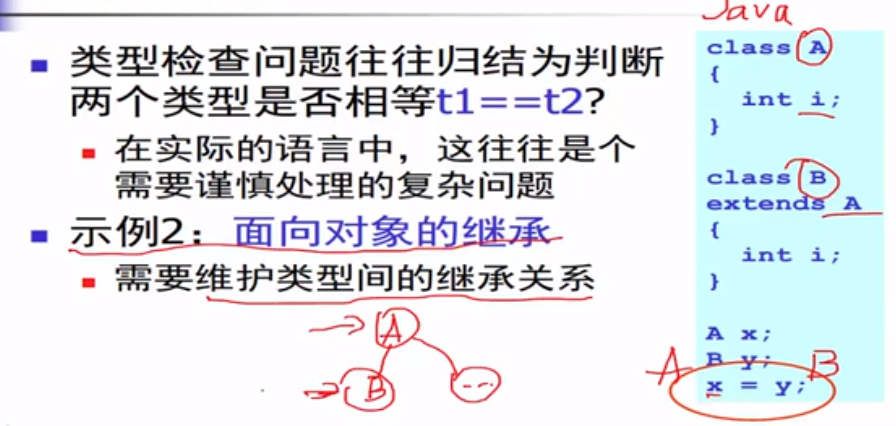 ■ 类型检查问题往往归结为判断
两个类型是否相等t1==t2?
■ 在实际的语言中，这往往是个
需要谨慎处理的复杂问题
■ 示例2：面向对象的继承
■ 需要维护类型间的继承关系
A
B
...
Java
class A
{
int i;
}
class B
extends A
{
int i;
}
A x;
B y;
A
B
x = y;